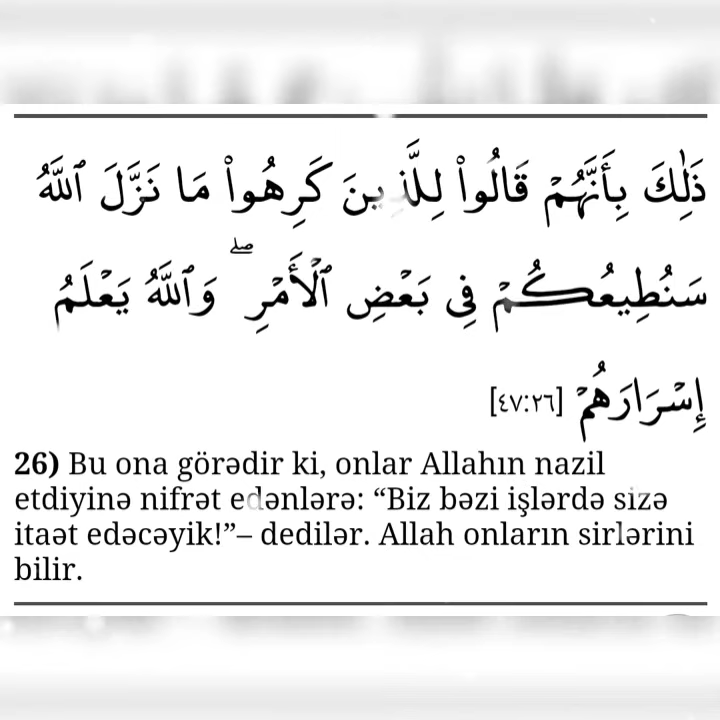 ذَٰلِكَ بِأَنَّهُمْ قَالُوا۟ لِلَّذِينَ كَرِهُوا۟ مَا نَزَّلَ ٱللَّهُ
سَنُطِيعُكُمْ فِى بَعْضِ ٱلْأَمْرِ ۖ وَٱللَّهُ يَعْلَمُ
إِسْرَارَهُمْ [٤٧:٢٦]
26) Bu ona görədir ki, onlar Allahın nazil
etdiyinə nifrət edənlərə: “Biz bəzi işlərdə sizə
itaət edəcəyik!”– dedilər. Allah onların sirlərini
bilir.